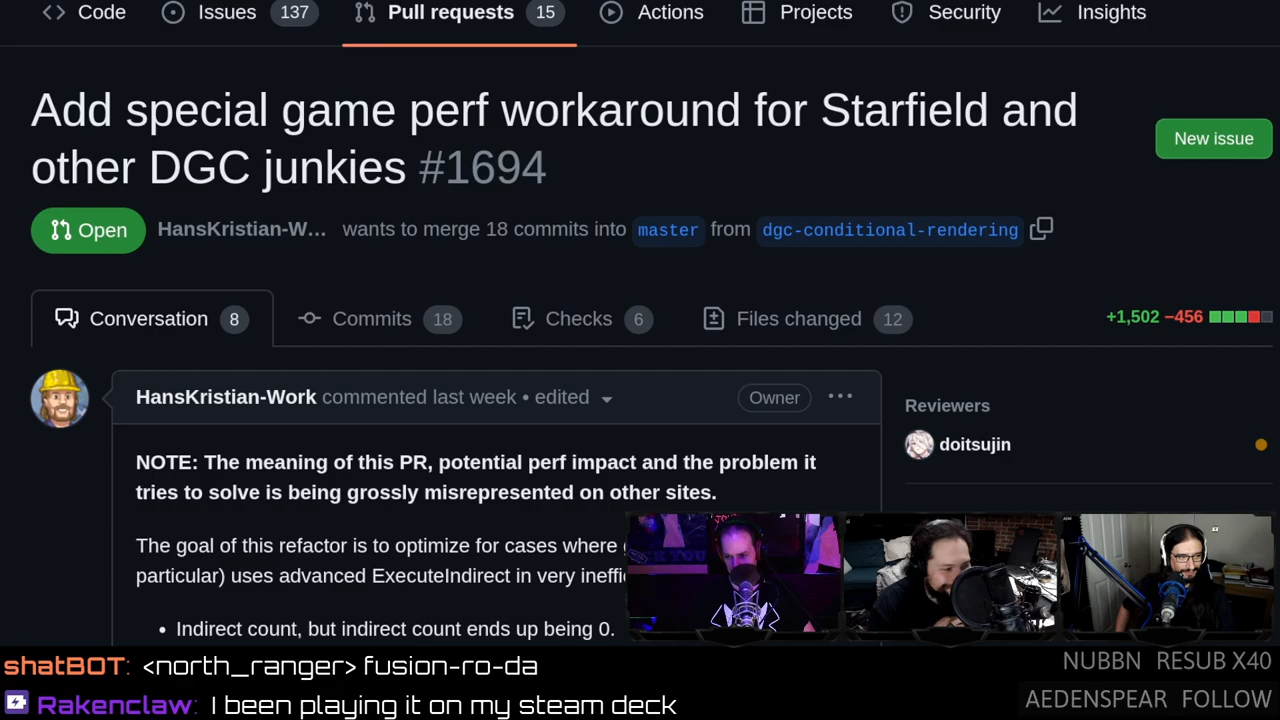 Code Issues 137 Pull requests 15 Actions Projects Security Insights
Add special game perf workaround for Starfield and
other DGC junkies #1694
New issue
Open HansKristian-W... wants to merge 18 commits into master from dgc-conditional-rendering
Conversation 8 Commits 18 Checks 6 Files changed 12 +1,502 −456
HansKristian-Work commented last week • edited Owner
Reviewers
doitsujin
NOTE: The meaning of this PR, potential perf impact and the problem it
tries to solve is being grossly misrepresented on other sites.
The goal of this refactor is to optimize for cases where
particular) uses advanced ExecuteIndirect in very
• Indirect count, but indirect count ends up being 0.
shatBOT: <north_ranger> fusion-ro-da
Rakenclaw: I been playing it on my steam deck
NUBBN RESUB X40
AEDENSPEAR FOLLOW